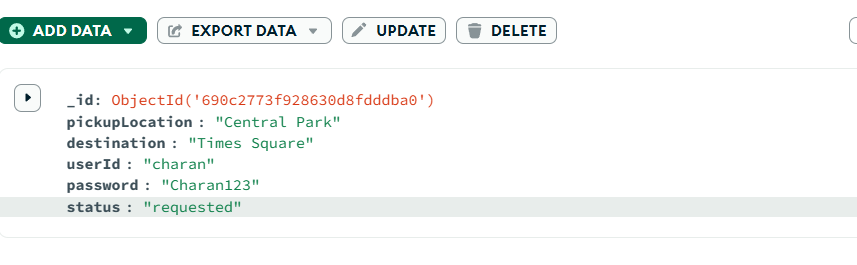 ADD DATA EXPORT DATA UPDATE DELETE
_id: ObjectId('690c2773f928630d8fdddba0')
pickupLocation : "Central Park"
destination : "Times Square"
userId : "charan"
password : "Charan123"
status : "requested"